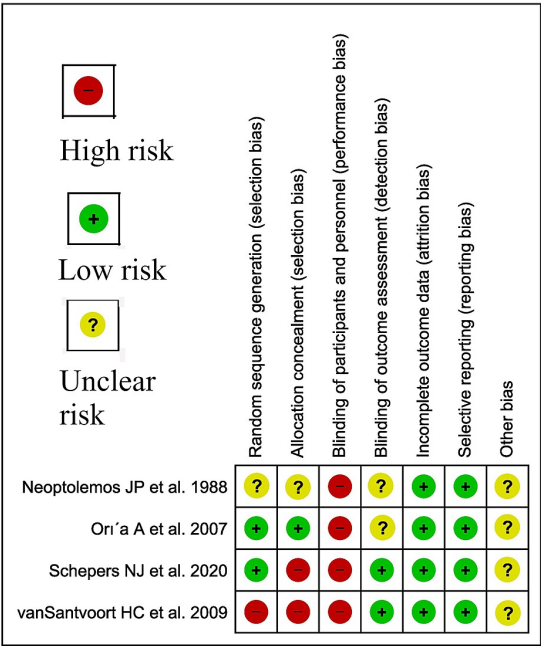 −
High risk
+
Low risk
?
Unclear
risk
Random sequence generation (selection bias)
Allocation concealment (selection bias)
Blinding of participants and personnel (performance bias)
Blinding of outcome assessment (detection bias)
Incomplete outcome data (attrition bias)
Selective reporting (reporting bias)
Other bias
Neoptolemos JP et al. 1988 ? ? − ? + + ?
Orı´a A et al. 2007 + + − ? + + ?
Schepers NJ et al. 2020 + − − + + + ?
vanSantvoort HC et al. 2009 − − − + + + ?